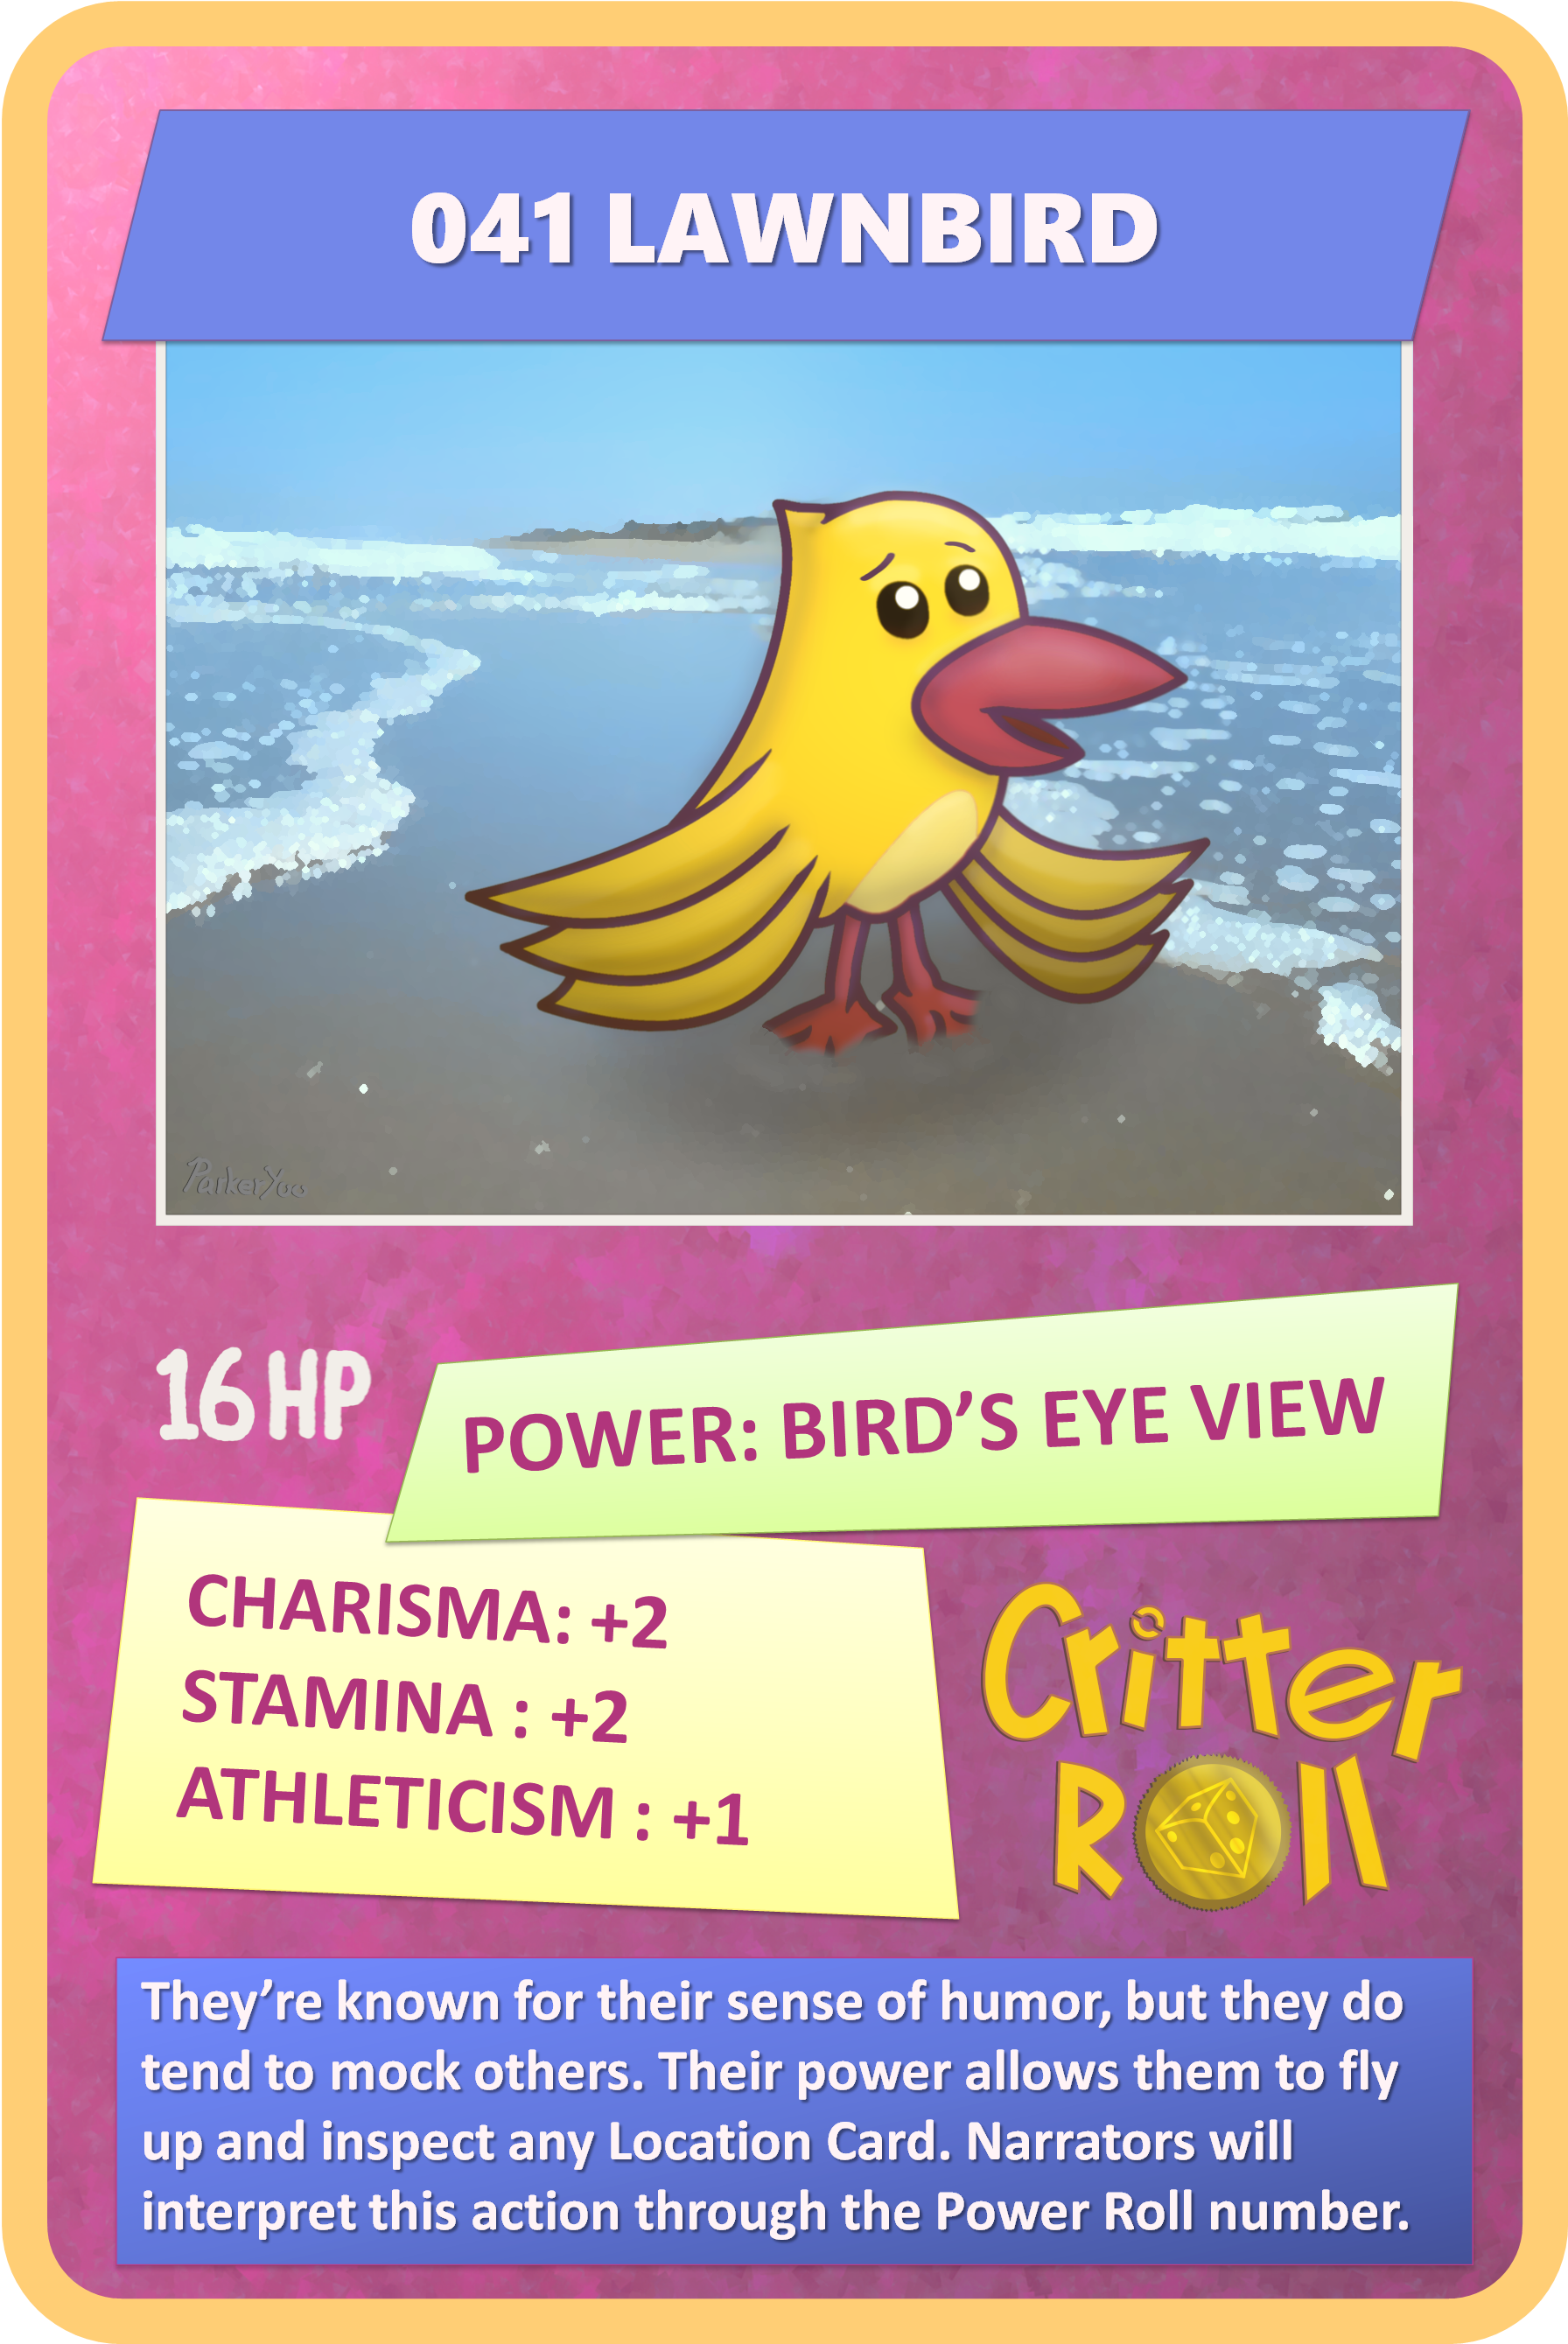 041 LAWNBIRD
ParkerYoo
16 HP
POWER: BIRD’S EYE VIEW
CHARISMA: +2
STAMINA : +2
ATHLETICISM : +1
Critter
Roll
They’re known for their sense of humor, but they do
tend to mock others. Their power allows them to fly
up and inspect any Location Card. Narrators will
interpret this action through the Power Roll number.